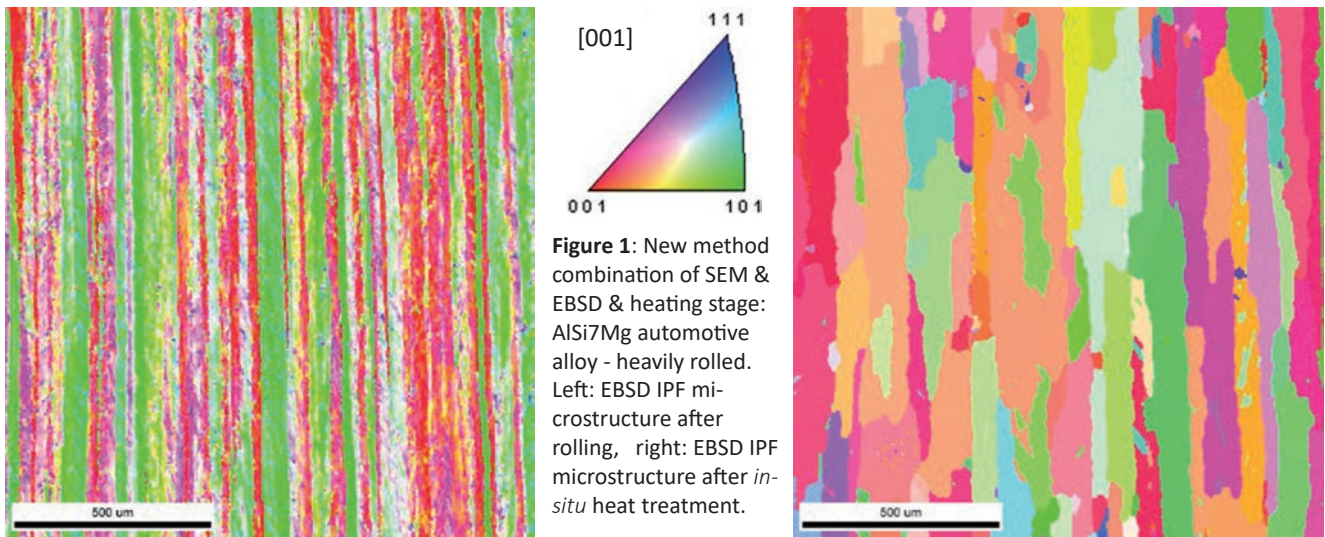 [001]
111
001
101
Figure 1: New method
combination of SEM &
EBSD & heating stage:
AlSi7Mg automotive
alloy - heavily rolled.
Left: EBSD IPF mi-
crostructure after
rolling, right: EBSD IPF
microstructure after in-
situ heat treatment.
500 um
500 um